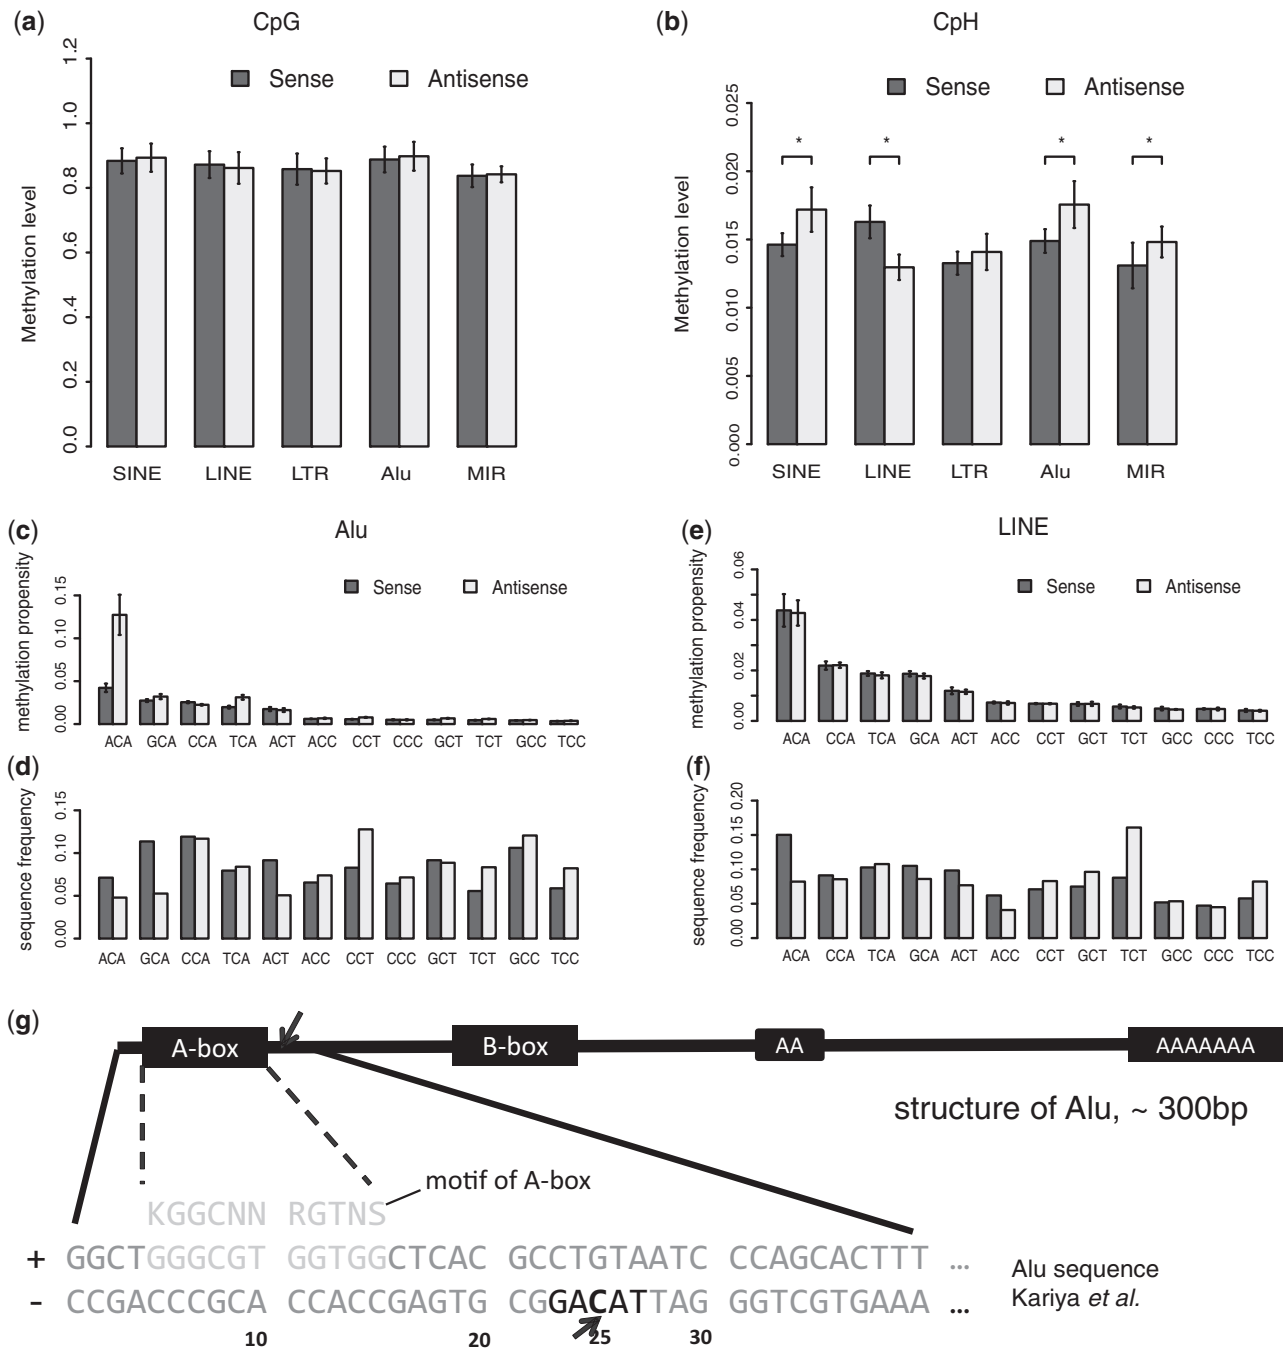 (a)
CpG
Methylation level
1.2
1.0
0.8
0.6
0.4
0.2
0.0
Sense
Antisense
SINE LINE LTR Alu MIR
(b)
CpH
Methylation level
0.025
0.020
0.015
0.010
0.005
0.000
Sense
Antisense
* * * *
SINE LINE LTR Alu MIR
(c)
Alu
methylation propensity
0.15
0.10
0.05
0.00
Sense
Antisense
ACA GCA CCA TCA ACT ACC CCT CCC GCT TCT GCC TCC
(d)
sequence frequency
0.15
0.10
0.05
0.00
ACA GCA CCA TCA ACT ACC CCT CCC GCT TCT GCC TCC
(e)
LINE
methylation propensity
0.06
0.04
0.02
0.00
Sense
Antisense
ACA CCA TCA GCA ACT ACC CCT GCT TCT GCC CCC TCC
(f)
sequence frequency
0.20
0.15
0.10
0.05
0.00
ACA CCA TCA GCA ACT ACC CCT GCT TCT GCC CCC TCC
(g)
A-box
B-box
AA
AAAAAAA
structure of Alu, ~ 300bp
motif of A-box
KGGCNN RGTNS
+ GGCTGGGCGT GGTGGCTCAC GCCTGTAATC CCAGCACTTT ...
- CCGACCCGCA CCACCGAGTG CGGACATTAG GGTCGTGAAA ...
10 20 25 30
Alu sequence
Kariya et al.